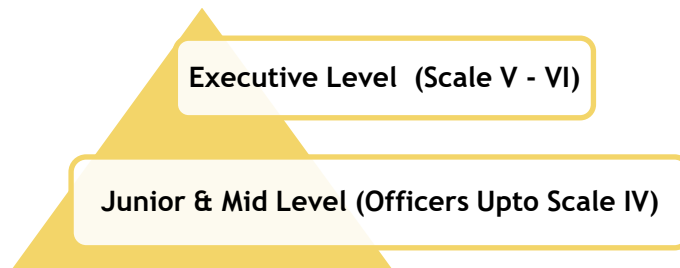 Executive Level (Scale V - VI)
Junior & Mid Level (Officers Upto Scale IV)